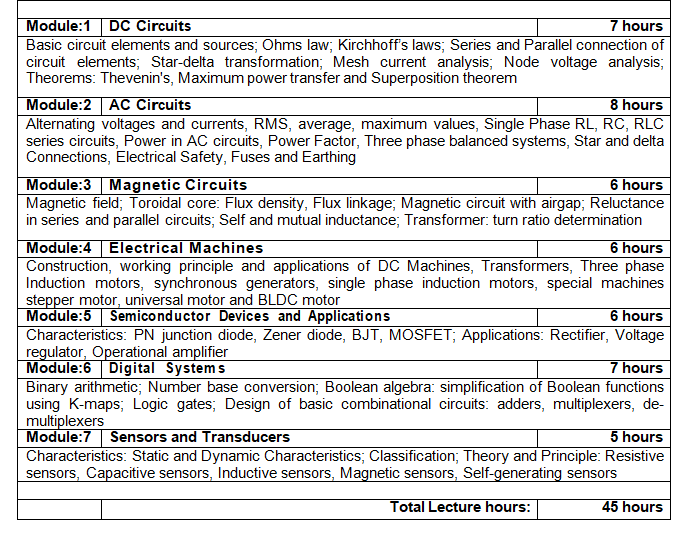 Module:1 DC Circuits 7 hours
Basic circuit elements and sources; Ohms law; Kirchhoff's laws; Series and Parallel connection of
circuit elements; Star-delta transformation; Mesh current analysis; Node voltage analysis;
Theorems: Thevenin's, Maximum power transfer and Superposition theorem
Module:2 AC Circuits 8 hours
Alternating voltages and currents, RMS, average, maximum values, Single Phase RL, RC, RLC
series circuits, Power in AC circuits, Power Factor, Three phase balanced systems, Star and delta
Connections, Electrical Safety, Fuses and Earthing
Module:3 Magnetic Circuits 6 hours
Magnetic field; Toroidal core: Flux density, Flux linkage; Magnetic circuit with airgap; Reluctance
in series and parallel circuits; Self and mutual inductance; Transformer: turn ratio determination
Module:4 Electrical Machines 6 hours
Construction, working principle and applications of DC Machines, Transformers, Three phase
Induction motors, synchronous generators, single phase induction motors, special machines
stepper motor, universal motor and BLDC motor
Module:5 Semiconductor Devices and Applications 6 hours
Characteristics: PN junction diode, Zener diode, BJT, MOSFET; Applications: Rectifier, Voltage
regulator, Operational amplifier
Module:6 Digital Systems 7 hours
Binary arithmetic; Number base conversion; Boolean algebra: simplification of Boolean functions
using K-maps; Logic gates; Design of basic combinational circuits: adders, multiplexers, de-
multiplexers
Module:7 Sensors and Transducers 5 hours
Characteristics: Static and Dynamic Characteristics; Classification; Theory and Principle: Resistive
sensors, Capacitive sensors, Inductive sensors, Magnetic sensors, Self-generating sensors
Total Lecture hours: 45 hours